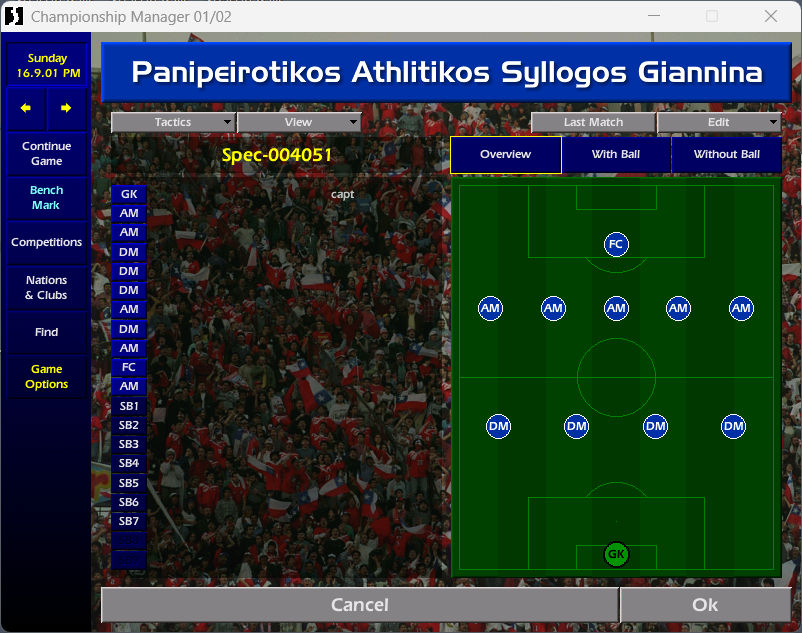 Championship Manager 01/02
Sunday
16.9.01 PM
Continue
Game
Bench
Mark
Competitions
Nations
& Clubs
Find
Game
Options
Panipeirotikos Athlitikos Syllogos Giannina
Tactics
View
Last Match
Edit
Spec-004051
Overview
With Ball
Without Ball
GK
capt
AM
AM
DM
DM
DM
AM
DM
AM
FC
AM
SB1
SB2
SB3
SB4
SB5
SB6
SB7
FC
AM AM AM AM AM
DM DM DM DM
GK
Cancel
Ok